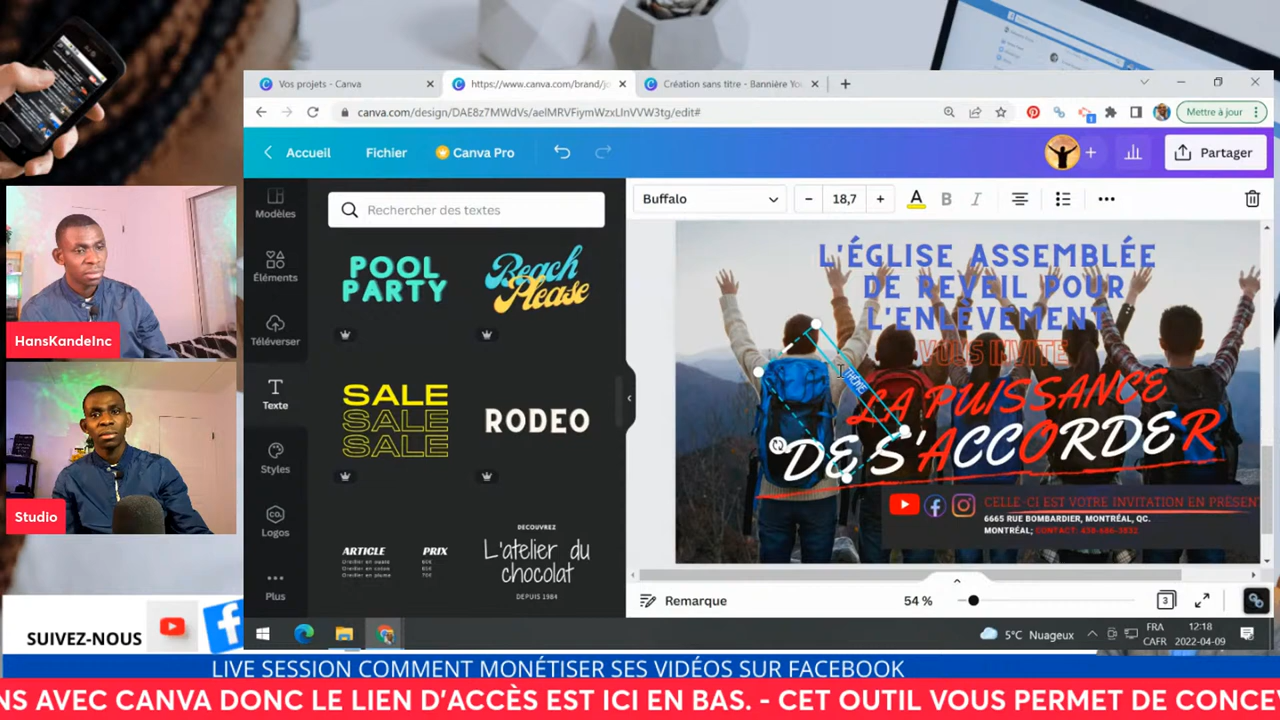 Vos projets - Canva
https://www.canva.com/brand/jo
Création sans titre - Bannière Yo
canva.com/design/DAE8z7MWdVs/aelMRVFiymWzxLlnVVW3tg/edit#
Mettre à jour
Accueil
Fichier
Canva Pro
Partager
Modèles
Éléments
Téléverser
Texte
Styles
Logos
Plus
Rechercher des textes
POOL
PARTY
Beach
Please
SALE
SALE
SALE
RODEO
ARTICLE PRIX
DECOUVREZ
L'atelier du
chocolat
DEPUIS 1984
Buffalo
18,7
A B I
L'ÉGLISE ASSEMBLÉE
DE REVEIL POUR
L'ENLÈVEMENT
VOUS INVITE
THÈME
LA PUISSANCE
DE S'ACCORDER
CELLE-CI EST VOTRE INVITATION EN PRÉSENT
6665 RUE BOMBARDIER, MONTRÉAL, QC.
MONTRÉAL; CONTACT: 438-686-3832
Remarque
54 %
3
5°C Nuageux
FRA
CAFR
12:18
2022-04-09
HansKandeInc
Studio
SUIVEZ-NOUS
LIVE SESSION COMMENT MONÉTISER SES VIDÉOS SUR FACEBOOK
NS AVEC CANVA DONC LE LIEN D'ACCÈS EST ICI EN BAS. - CET OUTIL VOUS PERMET DE CONCEV